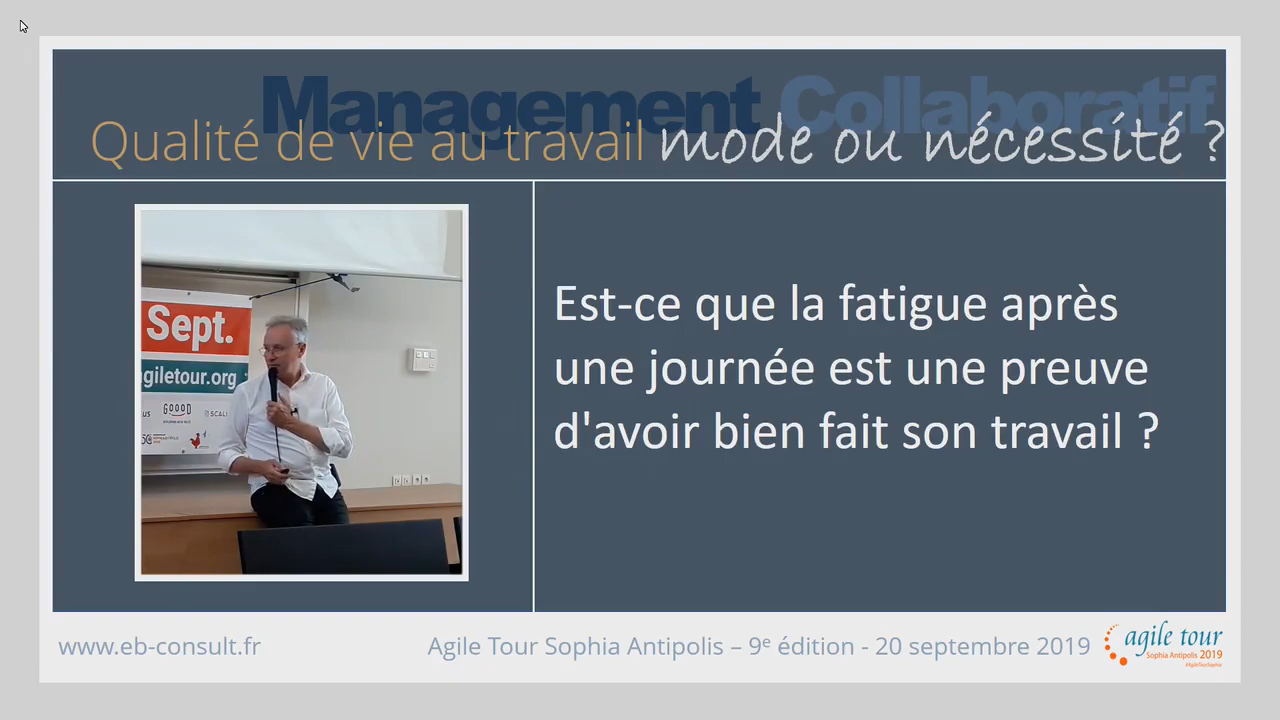 Management Collaboratif
Qualité de vie au travail mode ou nécessité ?
Sept.
agiletour.org
GOOOD
SCALI
Est-ce que la fatigue après
une journée est une preuve
d'avoir bien fait son travail ?
www.eb-consult.fr
Agile Tour Sophia Antipolis – 9e édition - 20 septembre 2019
agile tour
Sophia Antipolis 2019
#AgileTourSophia